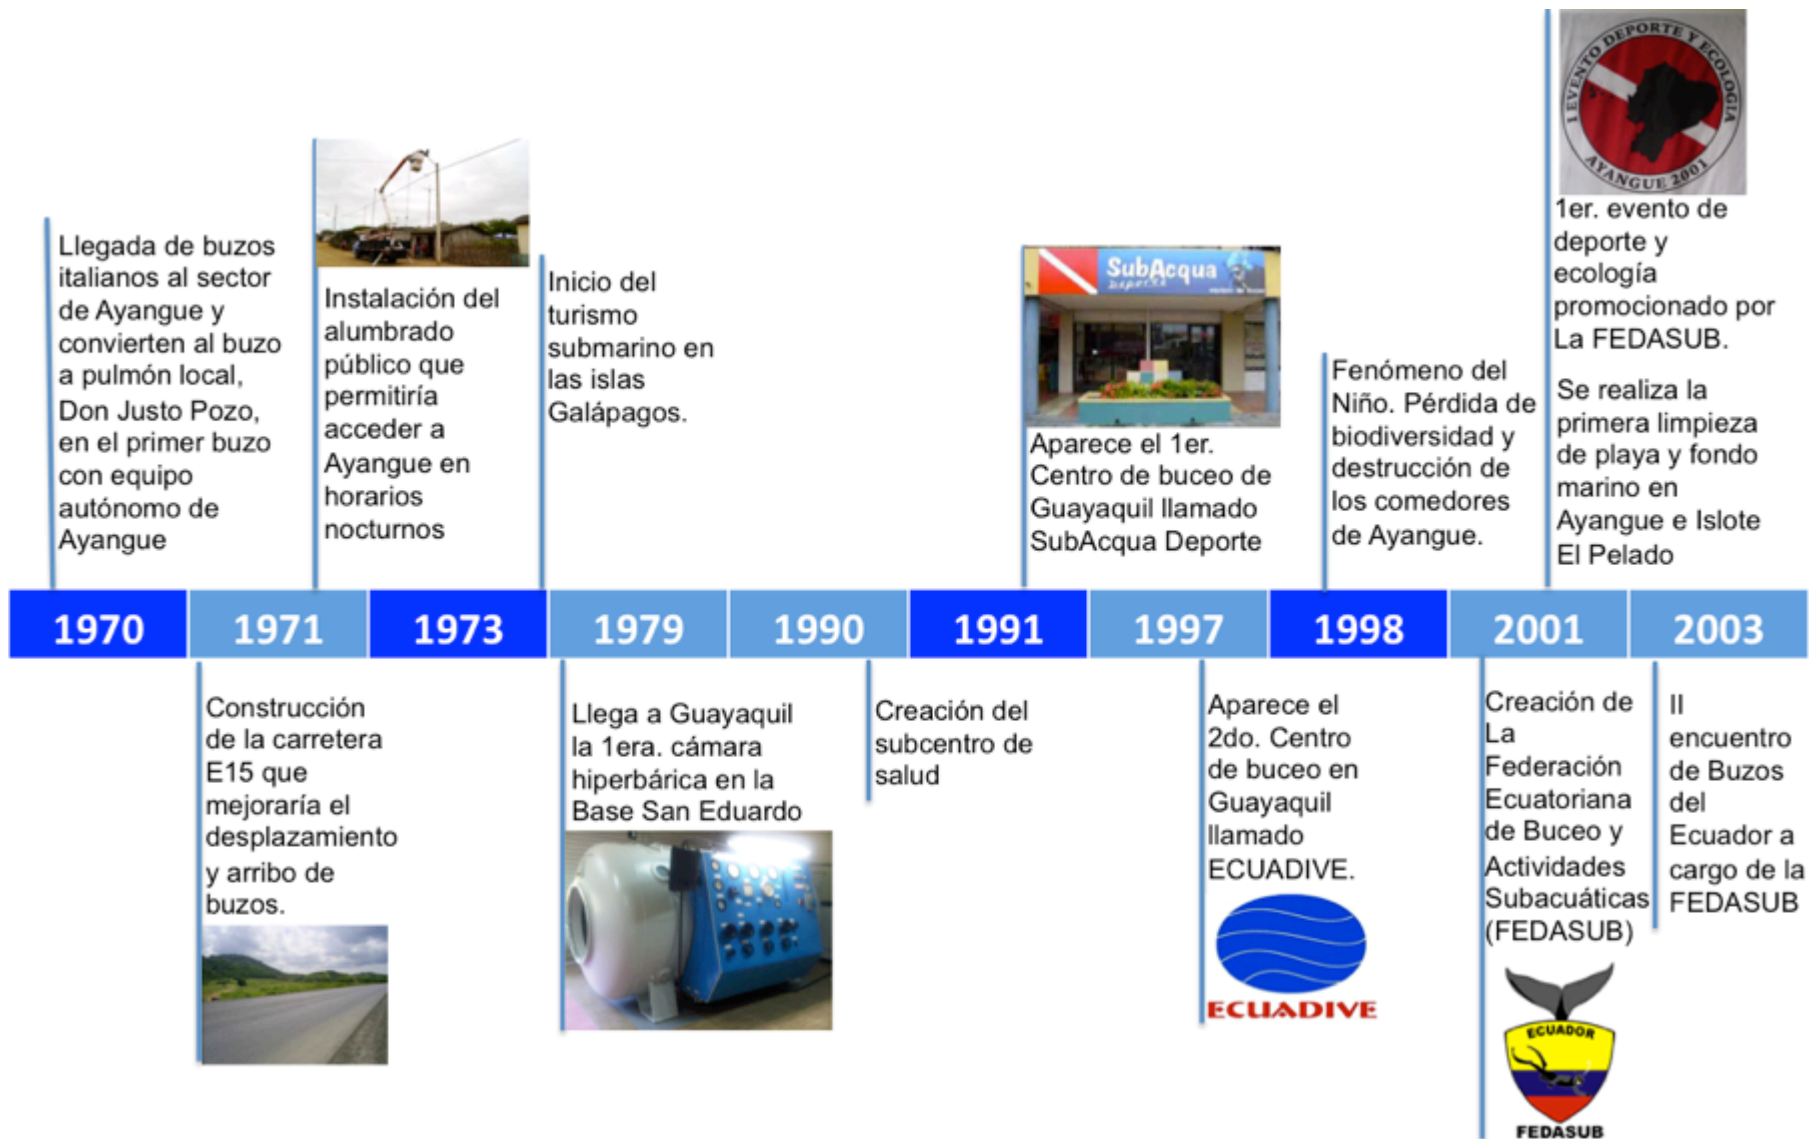 I EVENTO DEPORTE Y ECOLOGIA
AYANGUE 2001
Llegada de buzos
italianos al sector
de Ayangue y
convierten al buzo
a pulmón local,
Don Justo Pozo,
en el primer buzo
con equipo
autónomo de
Ayangue
Instalación del
alumbrado
público que
permitiría
acceder a
Ayangue en
horarios
nocturnos
Inicio del
turismo
submarino en
las islas
Galápagos.
SubAcqua
Deporte
Aparece el 1er.
Centro de buceo de
Guayaquil llamado
SubAcqua Deporte
Fenómeno del
Niño. Pérdida de
biodiversidad y
destrucción de
los comedores
de Ayangue.
1er. evento de
deporte y
ecología
promocionado por
La FEDASUB.
Se realiza la
primera limpieza
de playa y fondo
marino en
Ayangue e Islote
El Pelado
1970 1971 1973 1979 1990 1991 1997 1998 2001 2003
Construcción
de la carretera
E15 que
mejoraría el
desplazamiento
y arribo de
buzos.
Llega a Guayaquil
la 1era. cámara
hiperbárica en la
Base San Eduardo
Creación del
subcentro de
salud
Aparece el
2do. Centro
de buceo en
Guayaquil
llamado
ECUADIVE.
ECUADIVE
Creación de
La
Federación
Ecuatoriana
de Buceo y
Actividades
Subacuáticas
(FEDASUB)
ECUADOR
FEDASUB
II
encuentro
de Buzos
del
Ecuador a
cargo de la
FEDASUB